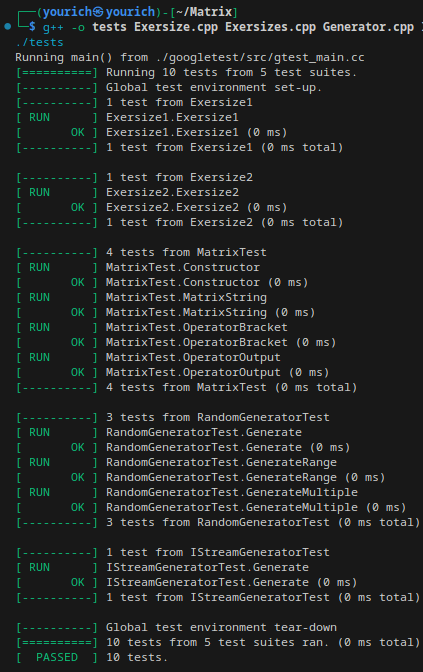 ┌──(yourich㉿yourich)-[~/Matrix]
└─$ g++ -o tests Exersize.cpp Exersizes.cpp Generator.cpp
./tests
Running main() from ./googletest/src/gtest_main.cc
[==========] Running 10 tests from 5 test suites.
[----------] Global test environment set-up.
[----------] 1 test from Exersize1
[ RUN      ] Exersize1.Exersize1
[       OK ] Exersize1.Exersize1 (0 ms)
[----------] 1 test from Exersize1 (0 ms total)

[----------] 1 test from Exersize2
[ RUN      ] Exersize2.Exersize2
[       OK ] Exersize2.Exersize2 (0 ms)
[----------] 1 test from Exersize2 (0 ms total)

[----------] 4 tests from MatrixTest
[ RUN      ] MatrixTest.Constructor
[       OK ] MatrixTest.Constructor (0 ms)
[ RUN      ] MatrixTest.MatrixString
[       OK ] MatrixTest.MatrixString (0 ms)
[ RUN      ] MatrixTest.OperatorBracket
[       OK ] MatrixTest.OperatorBracket (0 ms)
[ RUN      ] MatrixTest.OperatorOutput
[       OK ] MatrixTest.OperatorOutput (0 ms)
[----------] 4 tests from MatrixTest (0 ms total)

[----------] 3 tests from RandomGeneratorTest
[ RUN      ] RandomGeneratorTest.Generate
[       OK ] RandomGeneratorTest.Generate (0 ms)
[ RUN      ] RandomGeneratorTest.GenerateRange
[       OK ] RandomGeneratorTest.GenerateRange (0 ms)
[ RUN      ] RandomGeneratorTest.GenerateMultiple
[       OK ] RandomGeneratorTest.GenerateMultiple (0 ms)
[----------] 3 tests from RandomGeneratorTest (0 ms total)

[----------] 1 test from IStreamGeneratorTest
[ RUN      ] IStreamGeneratorTest.Generate
[       OK ] IStreamGeneratorTest.Generate (0 ms)
[----------] 1 test from IStreamGeneratorTest (0 ms total)

[----------] Global test environment tear-down
[==========] 10 tests from 5 test suites ran. (0 ms total)
[  PASSED  ] 10 tests.